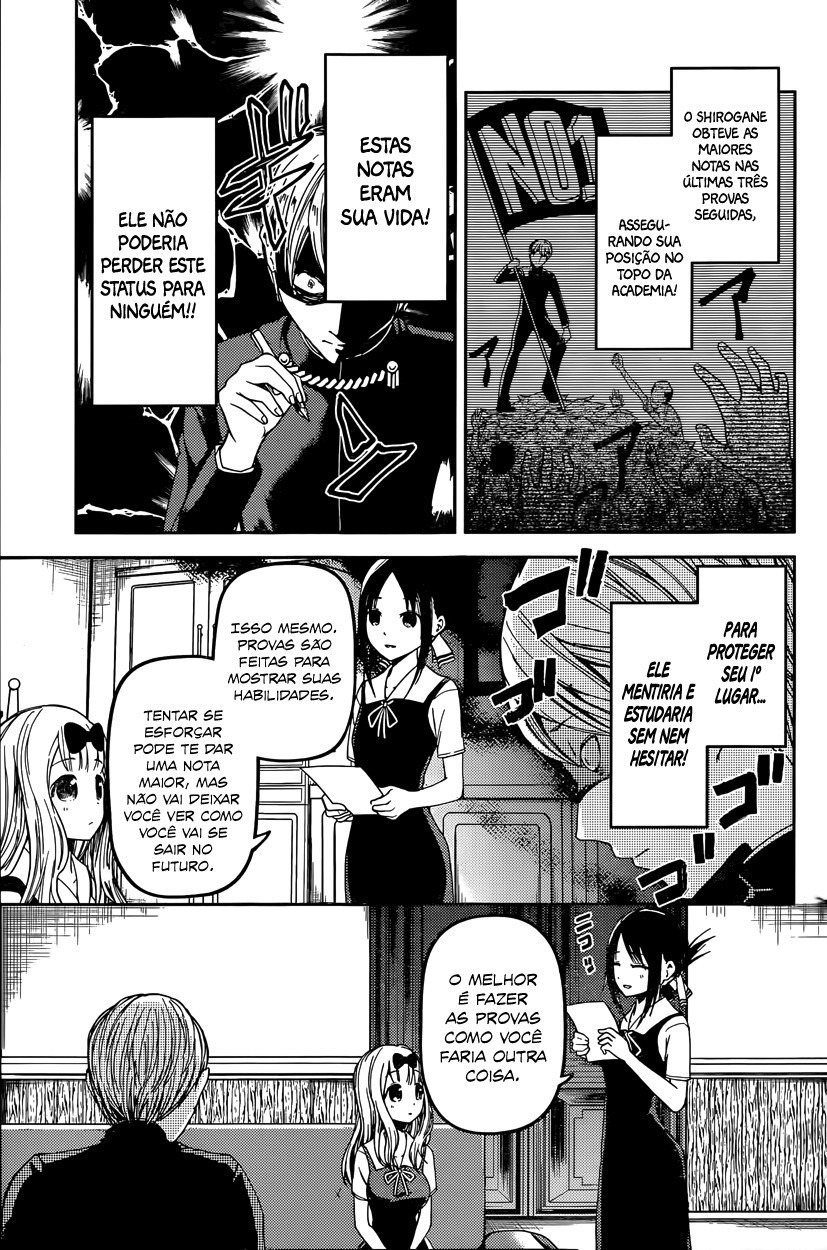 O SHIROGANE
OBTEVE AS
MAIORES
NOTAS NAS
ÚLTIMAS TRÊS
PROVAS
SEGUIDAS,
NO1
ASSEGU-
RANDO SUA
POSIÇÃO NO
TOPO DA
ACADEMIA!
ア
ア
ア
ESTAS
NOTAS
ERAM
SUA VIDA!
ELE NÃO
PODERIA
PERDER ESTE
STATUS PARA
NINGUÉM!!
PARA
PROTEGER
SEU 1º
LUGAR...
ELE
MENTIRIA E
ESTUDARIA
SEM NEM
HESITAR!
ゴ
ゴ
ゴ
ゴ
ISSO MESMO.
PROVAS SÃO
FEITAS PARA
MOSTRAR SUAS
HABILIDADES.
TENTAR SE
ESFORÇAR
PODE TE DAR
UMA NOTA
MAIOR; MAS
NÃO VAI DEIXAR
VOCÊ VER COMO
VOCÊ VAI SE
SAIR NO
FUTURO.
ニコッ
O MELHOR
É FAZER
AS PROVAS
COMO VOCÊ
FARIA OUTRA
COISA.